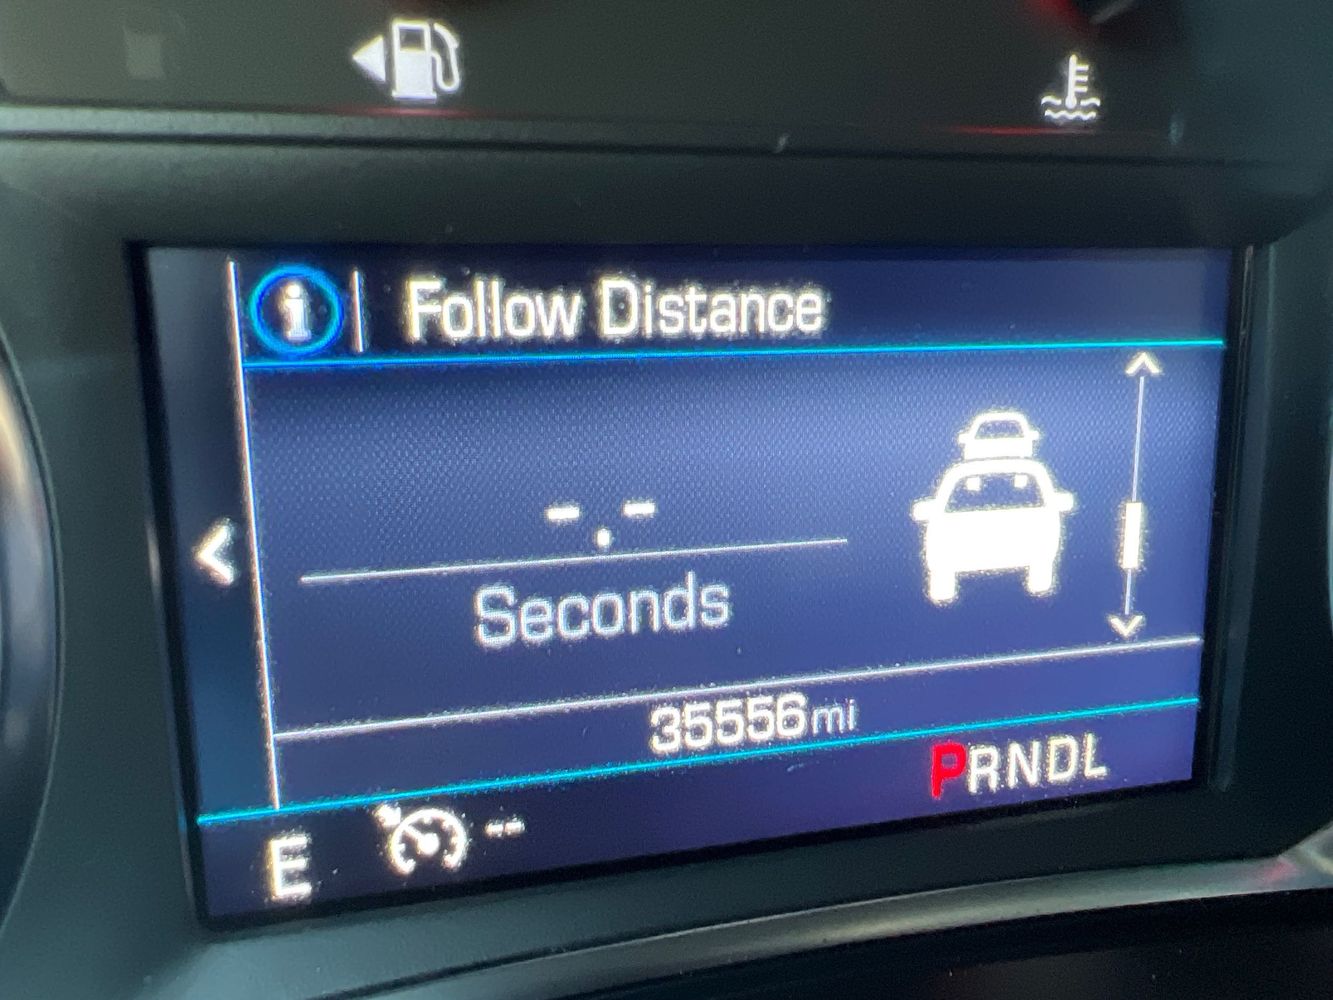 Follow Distance
-.-
Seconds
35556mi
PRNDL
E --